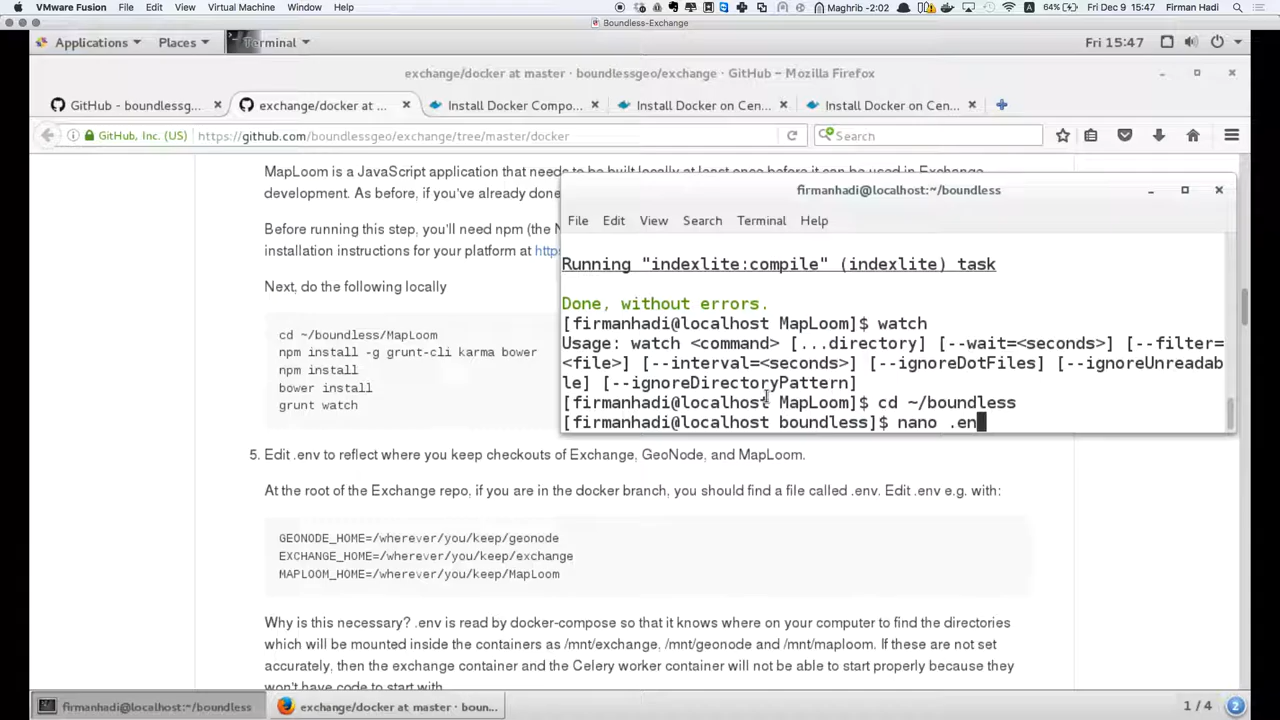 VMware Fusion File Edit View Virtual Machine Window Help Maghrib -2:02 64% Fri Dec 9 15:47 Firman Hadi
Boundless-Exchange
Applications Places Terminal Fri 15:47
exchange/docker at master · boundlessgeo/exchange · GitHub – Mozilla Firefox
GitHub - boundlessg... exchange/docker at ... Install Docker Compo... Install Docker on Cen... Install Docker on Cen...
GitHub, Inc. (US) https://github.com/boundlessgeo/exchange/tree/master/docker Search
MapLoom is a JavaScript application that needs to be built locally at least once before it can be used in Exchange
development. As before, if you've already done
Before running this step, you'll need npm (the N
installation instructions for your platform at http
Next, do the following locally
cd ~/boundless/MapLoom
npm install -g grunt-cli karma bower
npm install
bower install
grunt watch
firmanhadi@localhost:~/boundless
File Edit View Search Terminal Help
Running "indexlite:compile" (indexlite) task
Done, without errors.
[firmanhadi@localhost MapLoom]$ watch
Usage: watch <command> [...directory] [--wait=<seconds>] [--filter=
<file>] [--interval=<seconds>] [--ignoreDotFiles] [--ignoreUnreadab
le] [--ignoreDirectoryPattern]
[firmanhadi@localhost MapLoom]$ cd ~/boundless
[firmanhadi@localhost boundless]$ nano .en
5. Edit .env to reflect where you keep checkouts of Exchange, GeoNode, and MapLoom.
At the root of the Exchange repo, if you are in the docker branch, you should find a file called .env. Edit .env e.g. with:
GEONODE_HOME=/wherever/you/keep/geonode
EXCHANGE_HOME=/wherever/you/keep/exchange
MAPLOOM_HOME=/wherever/you/keep/MapLoom
Why is this necessary? .env is read by docker-compose so that it knows where on your computer to find the directories
which will be mounted inside the containers as /mnt/exchange, /mnt/geonode and /mnt/maploom. If these are not set
accurately, then the exchange container and the Celery worker container will not be able to start properly because they
won't have code to start with
firmanhadi@localhost:~/boundless exchange/docker at master · boun... 1 / 4 2